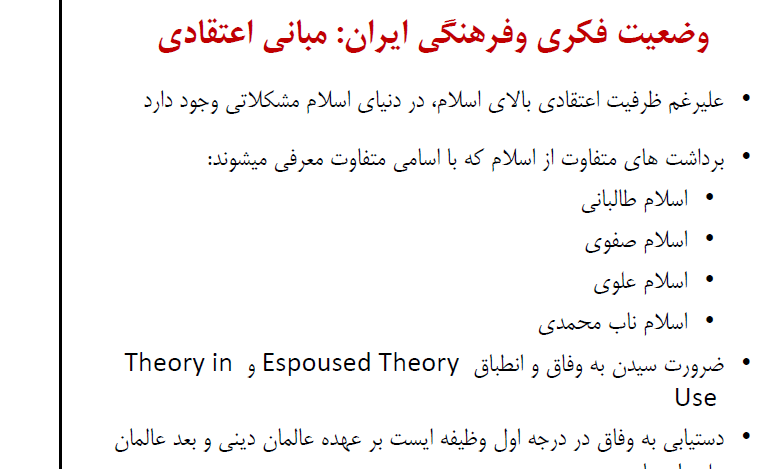 وضعیت فکری وفرهنگی ایران: مبانی اعتقادی
• علیرغم ظرفیت اعتقادی بالای اسلام، در دنیای اسلام مشکلاتی وجود دارد
• برداشت های متفاوت از اسلام که با اسامی متفاوت معرفی میشوند:
• اسلام طالبانی
• اسلام صفوی
• اسلام علوی
• اسلام ناب محمدی
• ضرورت سیدن به وفاق و انطباق Espoused Theory و Theory in
Use
• دستیابی به وفاق در درجه اول وظیفه ایست بر عهده عالمان دینی و بعد عالمان